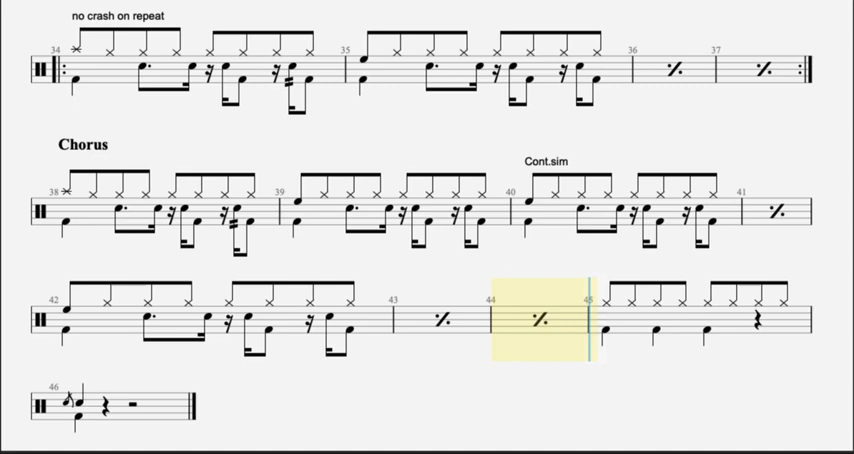 no crash on repeat
34 35 36 37
Chorus
Cont.sim
38 39 40 41
42 43 44 45
46